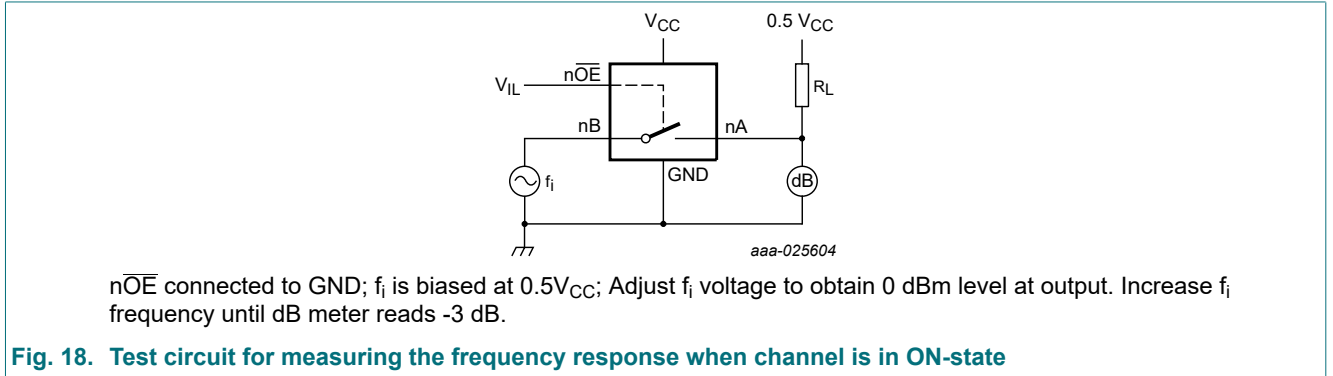 V_CC 0.5 V_CC
V_IL nO̅E̅ R_L
nB nA
f_i GND dB
aaa-025604
nO̅E̅ connected to GND; f_i is biased at 0.5V_CC; Adjust f_i voltage to obtain 0 dBm level at output. Increase f_i
frequency until dB meter reads -3 dB.
Fig. 18. Test circuit for measuring the frequency response when channel is in ON-state